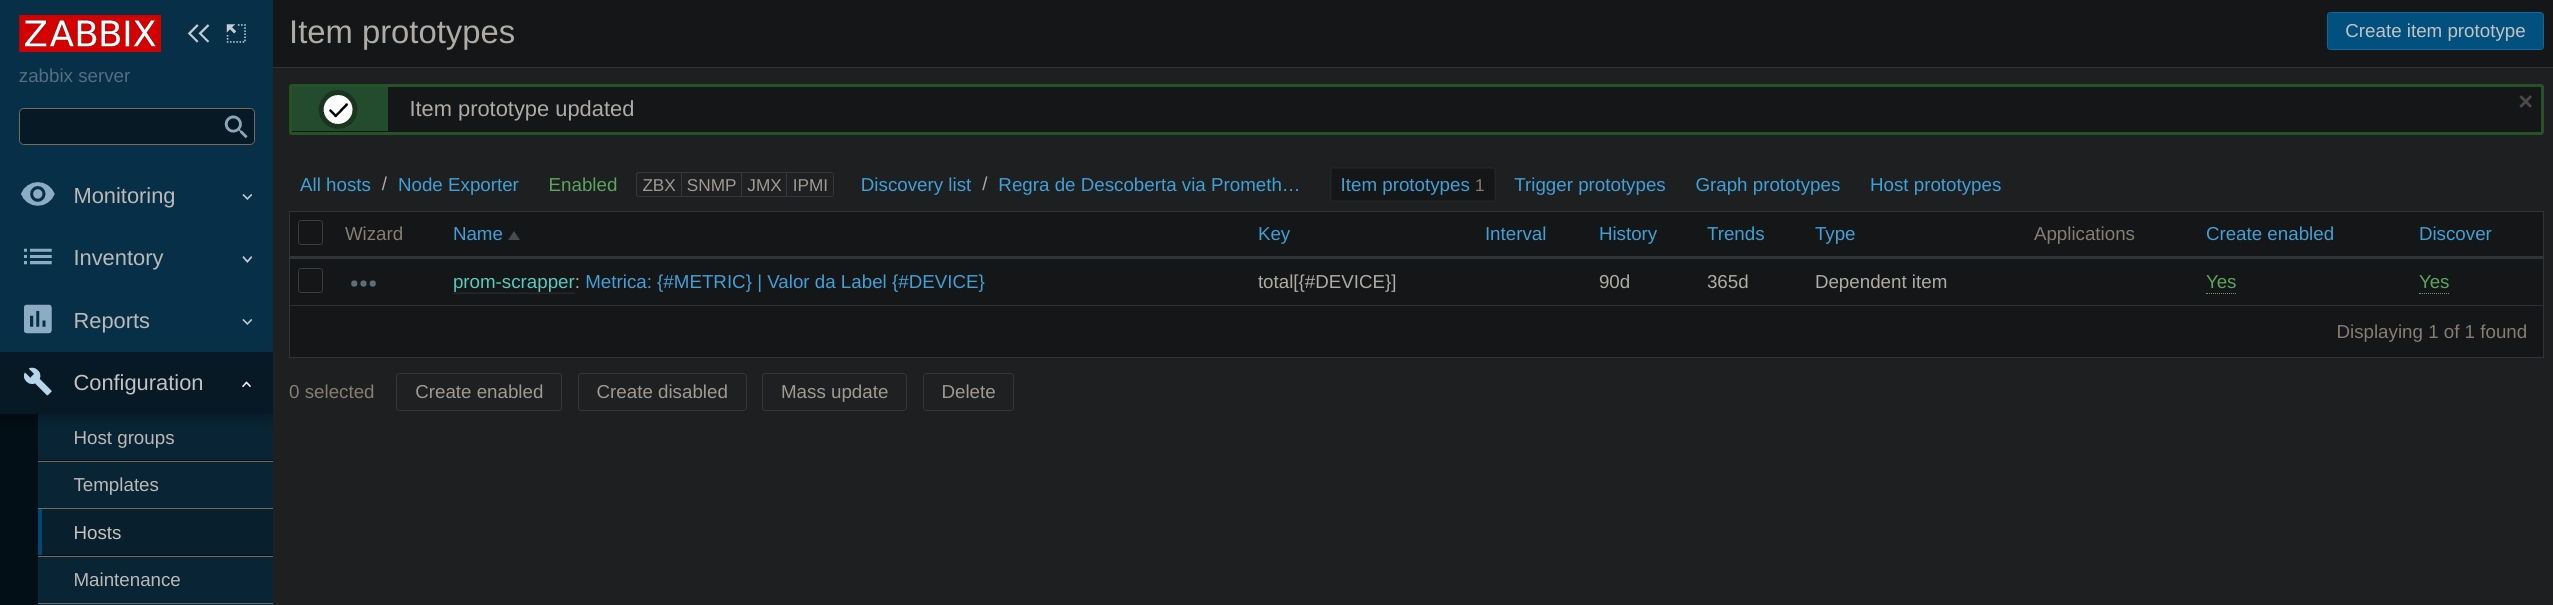 ZABBIX
zabbix server
Monitoring
Inventory
Reports
Configuration
Host groups
Templates
Hosts
Maintenance
Item prototypes
Create item prototype
Item prototype updated
All hosts / Node Exporter Enabled ZBX SNMP JMX IPMI Discovery list / Regra de Descoberta via Prometh… Item prototypes 1 Trigger prototypes Graph prototypes Host prototypes
Wizard Name Key Interval History Trends Type Applications Create enabled Discover
prom-scrapper: Metrica: {#METRIC} | Valor da Label {#DEVICE} total[{#DEVICE}] 90d 365d Dependent item Yes Yes
Displaying 1 of 1 found
0 selected Create enabled Create disabled Mass update Delete